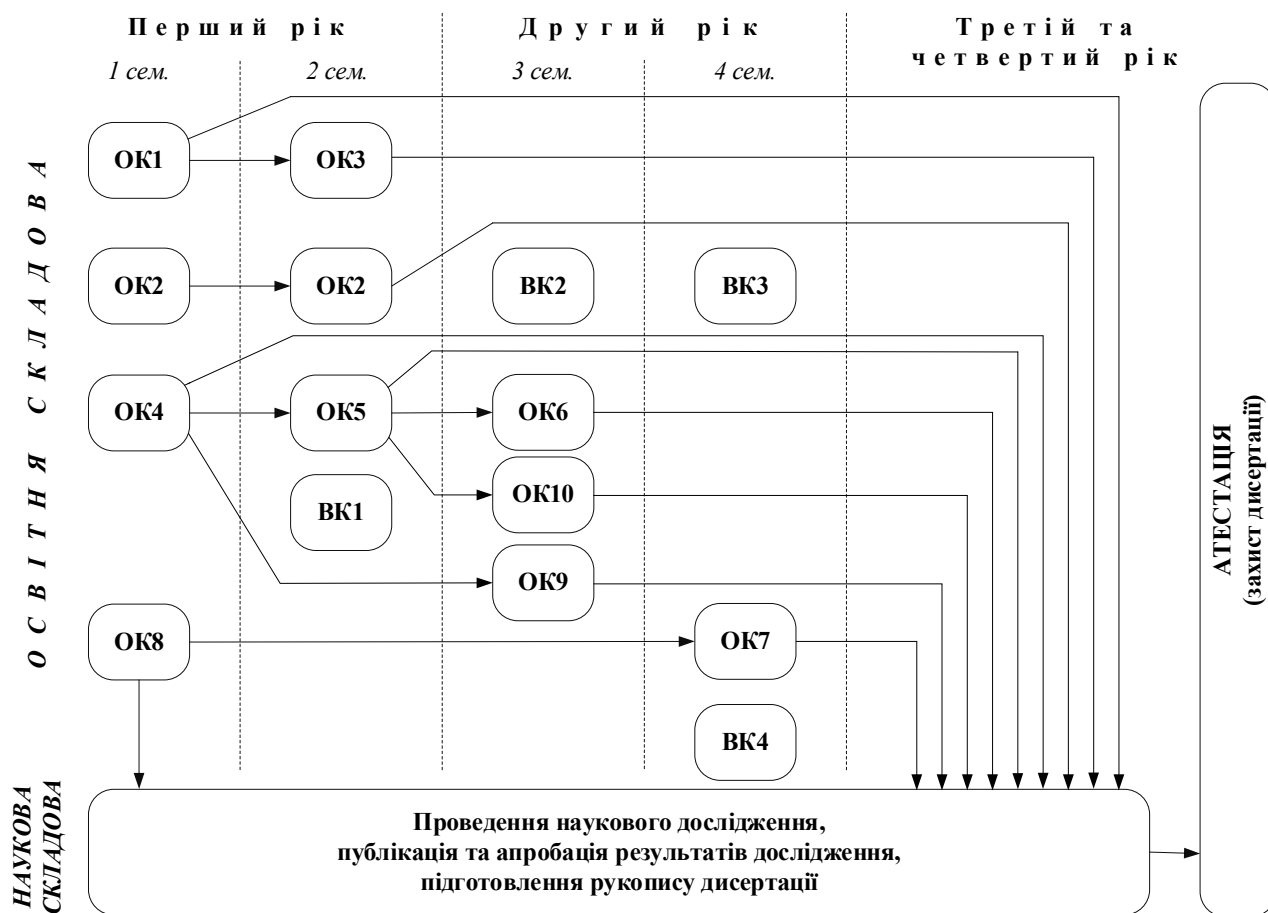 Перший рік
Другий рік
Третій та
четвертий рік
1 сем.
2 сем.
3 сем.
4 сем.
ОСВІТНЯ СКЛАДОВА
ОК1
ОК3
ОК2
ОК2
ВК2
ВК3
ОК4
ОК5
ОК6
ВК1
ОК10
ОК9
ОК8
ОК7
ВК4
НАУКОВА
СКЛАДОВА
Проведення наукового дослідження,
публікація та апробація результатів дослідження,
підготовлення рукопису дисертації
АТЕСТАЦІЯ
(захист дисертації)